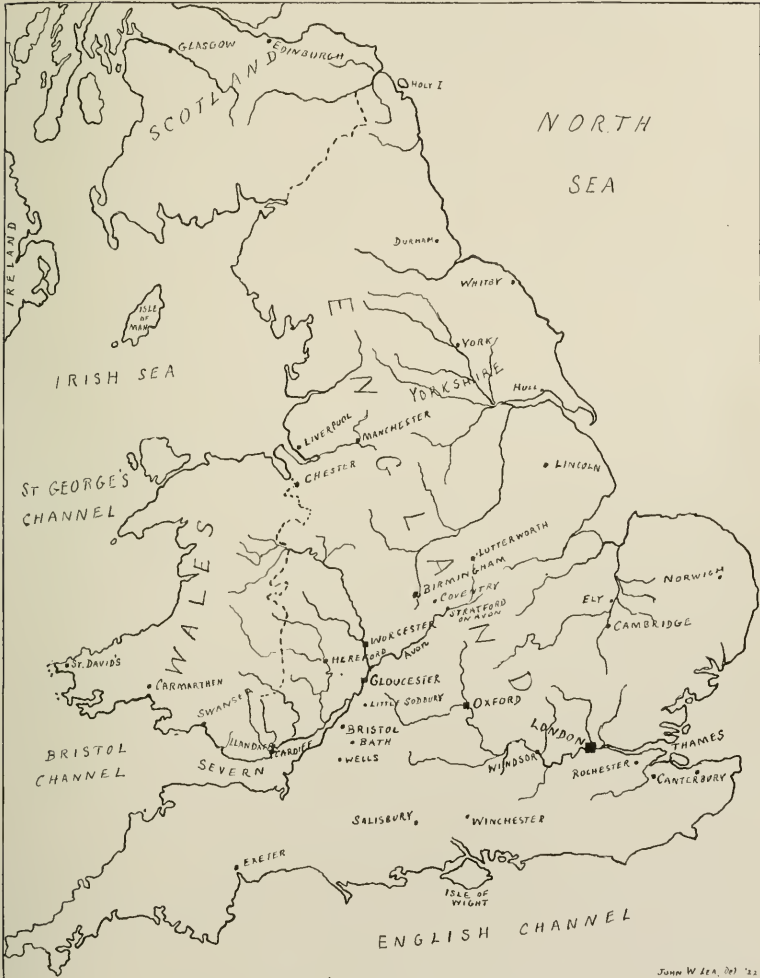 GLASGOW
EDINBURGH
SCOTLAND
HOLY I
NORTH
SEA
IRELAND
DURHAM
WHITBY
ISLE
OF
MAN
ENGLAND
YORK
IRISH SEA
YORKSHIRE
HULL
LIVERPOOL
MANCHESTER
CHESTER
LINCOLN
ST GEORGE'S
CHANNEL
WALES
LUTTERWORTH
BIRMINGHAM
COVENTRY
STRATFORD
ON AVON
NORWICH
ELY
CAMBRIDGE
WORCESTER
AVON
HEREFORD
ST. DAVID'S
CARMARTHEN
GLOUCESTER
SWANSEA
LITTLE SODBURY
OXFORD
LLANDAFF
CARDIFF
BRISTOL
BATH
WELLS
LONDON
THAMES
WINDSOR
ROCHESTER
CANTERBURY
BRISTOL
CHANNEL
SEVERN
SALISBURY
WINCHESTER
EXETER
ISLE OF
WIGHT
ENGLISH CHANNEL
JOHN W LEA, Del '22